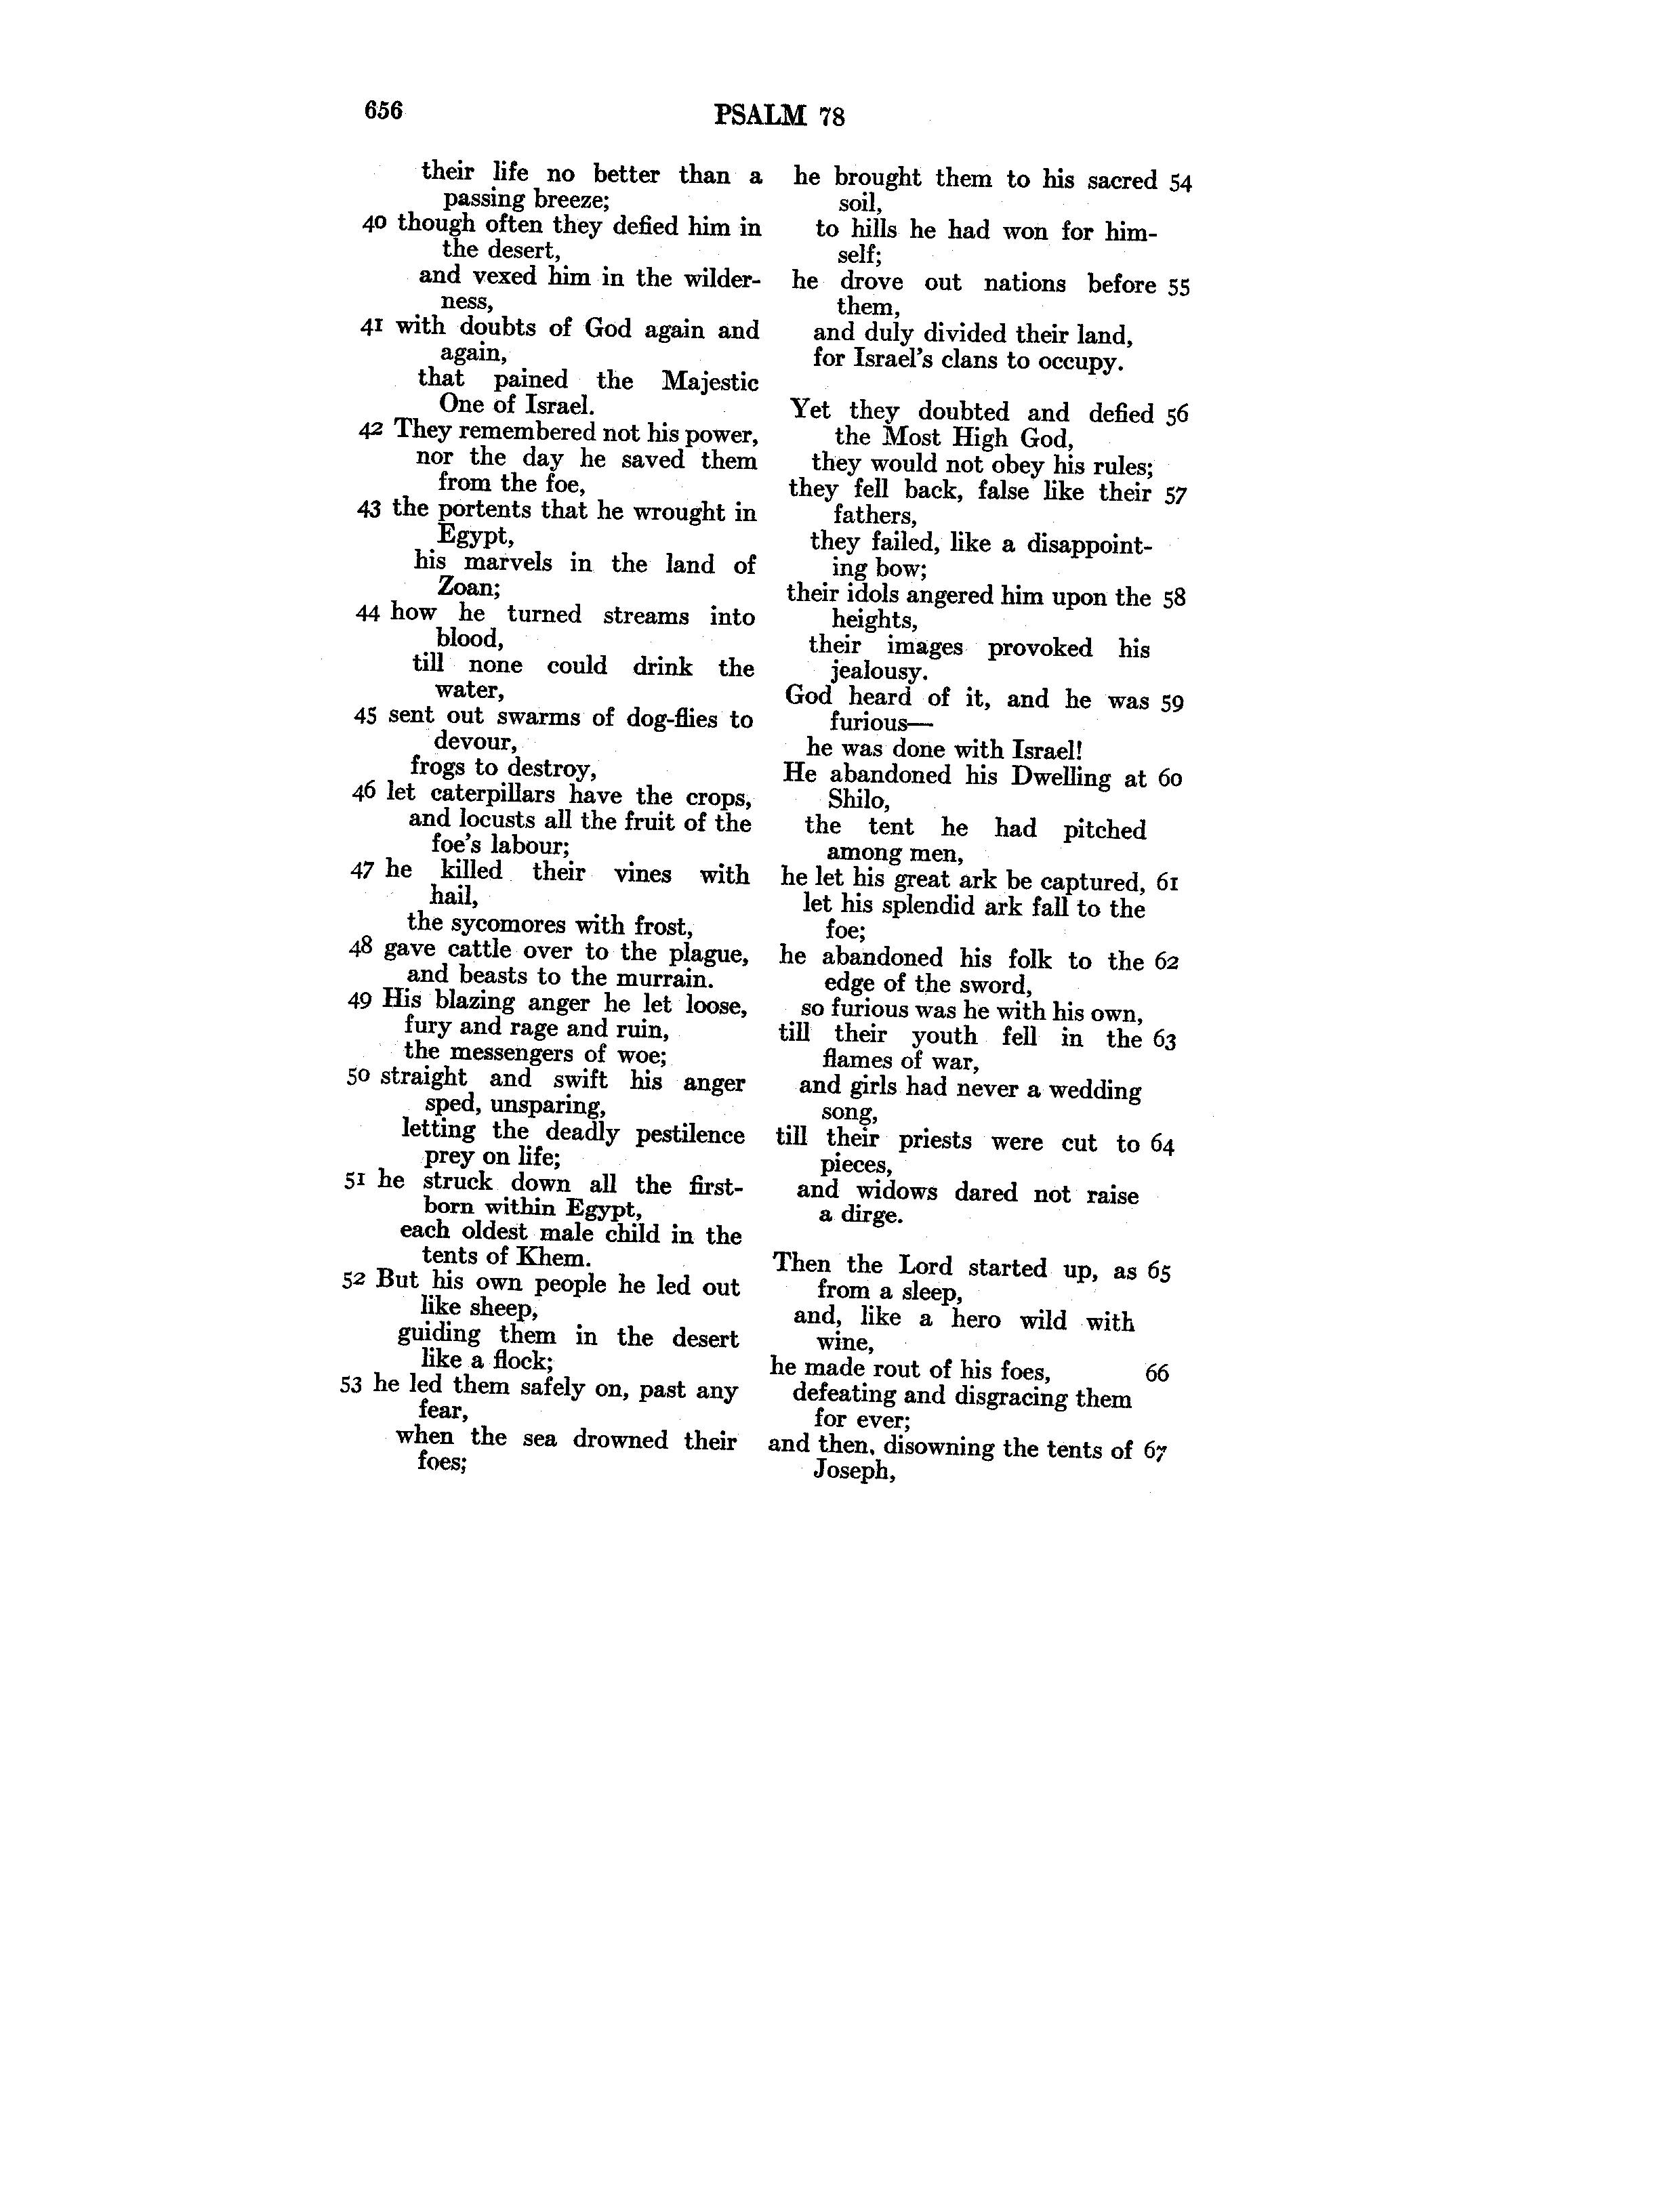 656
PSALM 78
their life no better than a
passing breeze;
40 though often they defied him in
the desert,
and vexed him in the wilder-
ness,
41 with doubts of God again and
again,
that pained the Majestic
One of Israel.
42 They remembered not his power,
nor the day he saved them
from the foe,
43 the portents that he wrought in
Egypt,
his marvels in the land of
Zoan;
44 how he turned streams into
blood,
till none could drink the
water,
45 sent out swarms of dog-flies to
devour,
frogs to destroy,
46 let caterpillars have the crops,
and locusts all the fruit of the
foe's labour;
47 he killed their vines with
hail,
the sycomores with frost,
48 gave cattle over to the plague,
and beasts to the murrain.
49 His blazing anger he let loose,
fury and rage and ruin,
the messengers of woe;
50 straight and swift his anger
sped, unsparing,
letting the deadly pestilence
prey on life;
51 he struck down all the first-
born within Egypt,
each oldest male child in the
tents of Khem.
52 But his own people he led out
like sheep,
guiding them in the desert
like a flock;
53 he led them safely on, past any
fear,
when the sea drowned their
foes;
he brought them to his sacred 54
soil,
to hills he had won for him-
self;
he drove out nations before 55
them,
and duly divided their land,
for Israel's clans to occupy.
Yet they doubted and defied 56
the Most High God,
they would not obey his rules;
they fell back, false like their 57
fathers,
they failed, like a disappoint-
ing bow;
their idols angered him upon the 58
heights,
their images provoked his
jealousy.
God heard of it, and he was 59
furious—
he was done with Israel!
He abandoned his Dwelling at 60
Shilo,
the tent he had pitched
among men,
he let his great ark be captured, 61
let his splendid ark fall to the
foe;
he abandoned his folk to the 62
edge of the sword,
so furious was he with his own,
till their youth fell in the 63
flames of war,
and girls had never a wedding
song,
till their priests were cut to 64
pieces,
and widows dared not raise
a dirge.
Then the Lord started up, as 65
from a sleep,
and, like a hero wild with
wine,
he made rout of his foes, 66
defeating and disgracing them
for ever;
and then, disowning the tents of 67
Joseph,